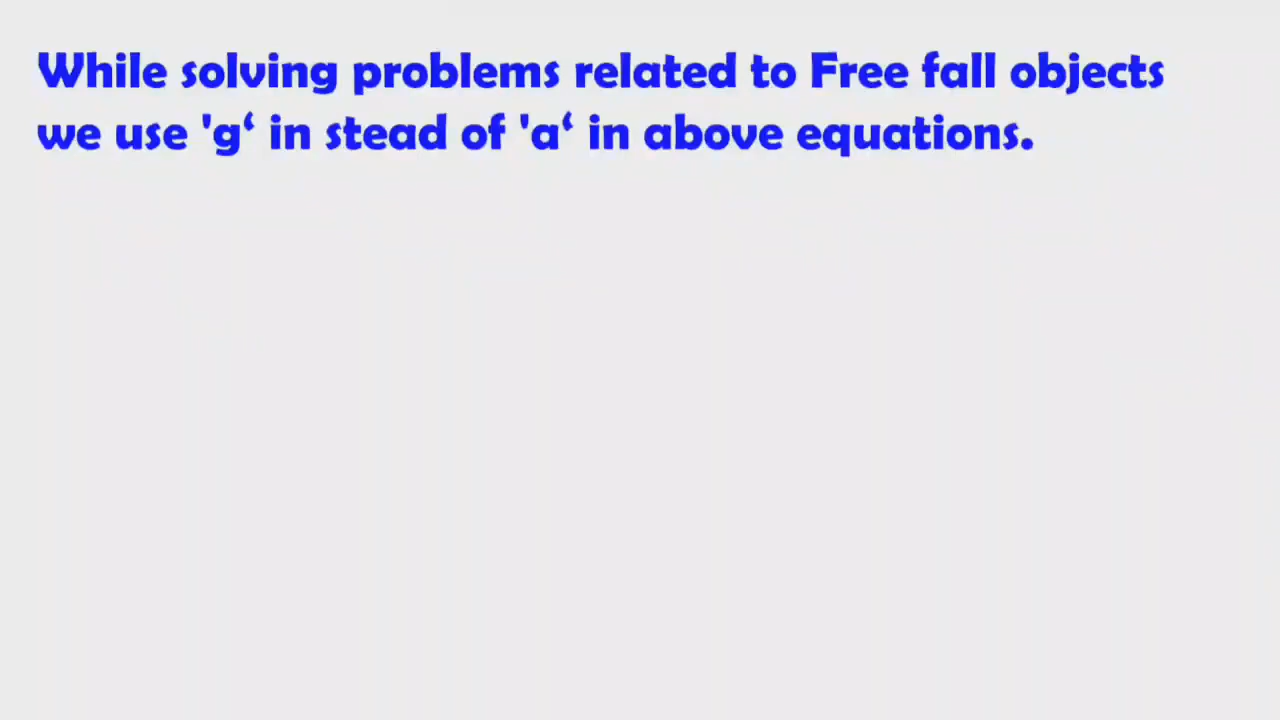 While solving problems related to Free fall objects
we use 'g‘ in stead of 'a‘ in above equations.